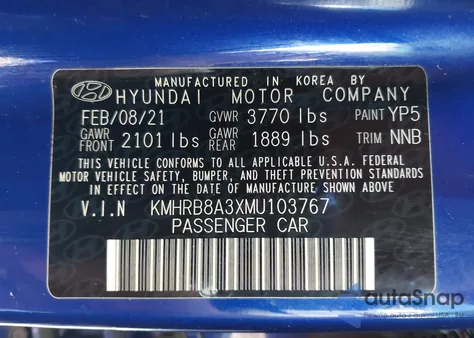 MANUFACTURED IN KOREA BY
HYUNDAI MOTOR COMPANY
FEB/08/21 GVWR 3770 lbs PAINT YP5
GAWR FRONT 2101 lbs GAWR REAR 1889 lbs TRIM NNB
THIS VEHICLE CONFORMS TO ALL APPLICABLE U.S.A. FEDERAL
MOTOR VEHICLE SAFETY, BUMPER, AND THEFT PREVENTION STANDARDS
IN EFFECT ON THE DATE OF MANUFACTURE SHOWN ABOVE.
V.I.N KMHRB8A3XMU103767
PASSENGER CAR
autoSnap